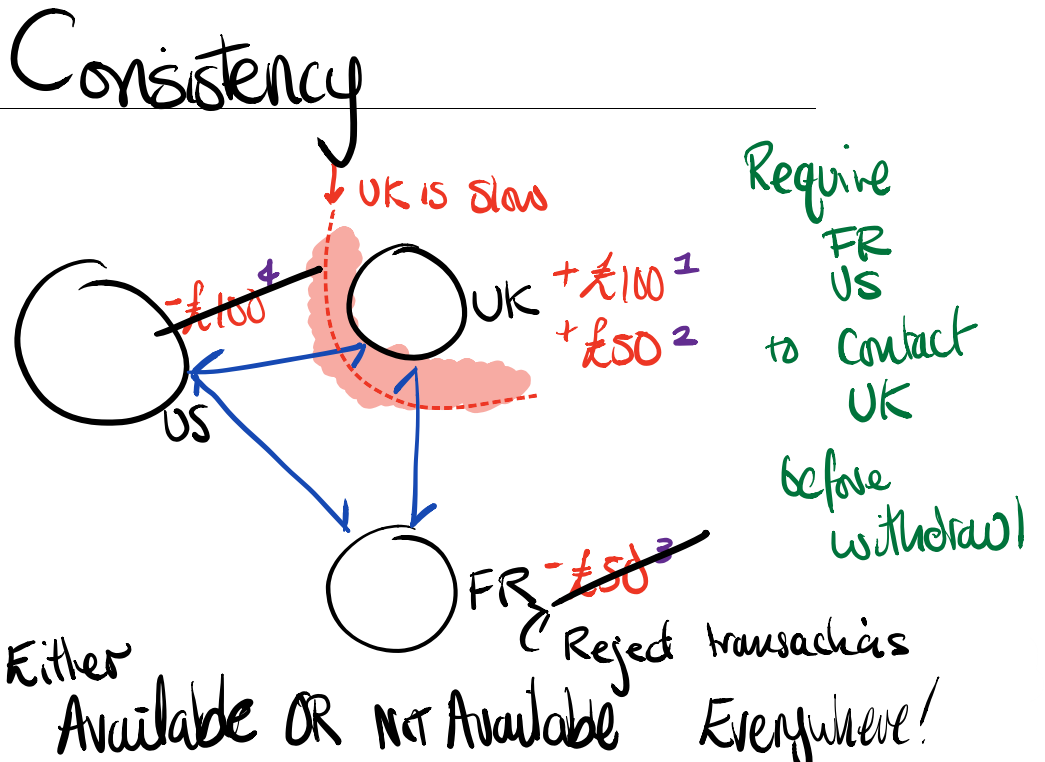 Consistency
UK is slow
Require
FR
US
to Contact
UK
before
withdrawl
-£100 4
UK
+£100 1
+£50 2
US
FR
-£50 3
Reject transactions
Either
Available OR Not Available Everywhere!